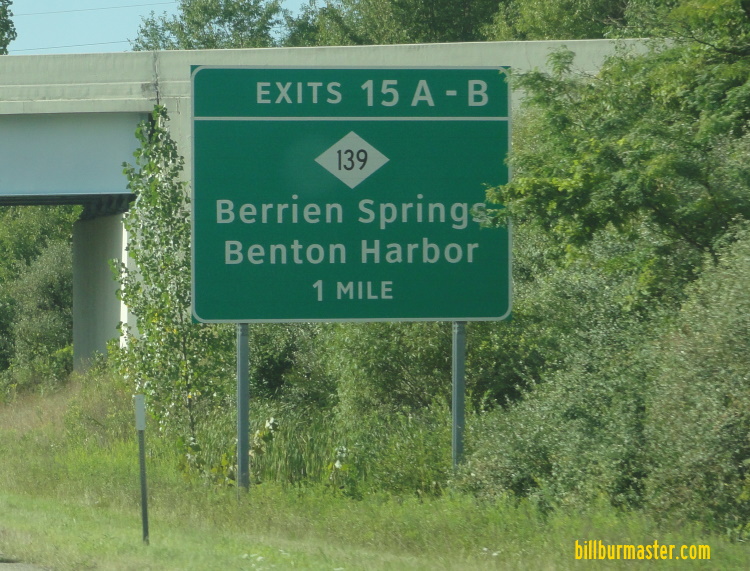 EXITS 15 A - B
139
Berrien Springs
Benton Harbor
1 MILE
billburmaster.com